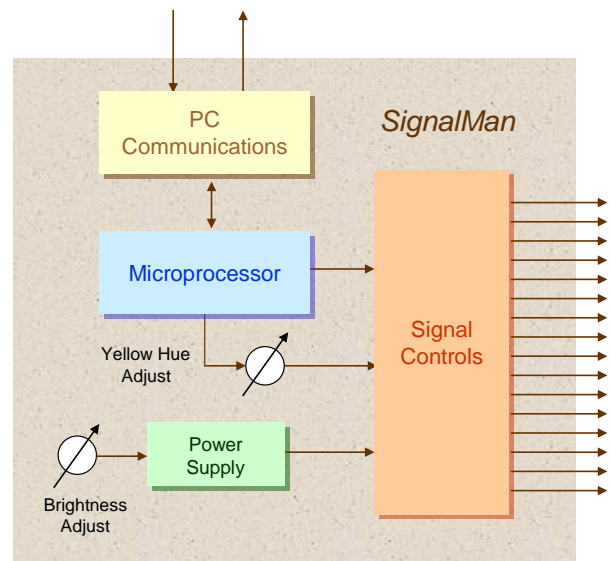 PC
Communications
SignalMan
Microprocessor
Yellow Hue
Adjust
Signal
Controls
Power
Supply
Brightness
Adjust